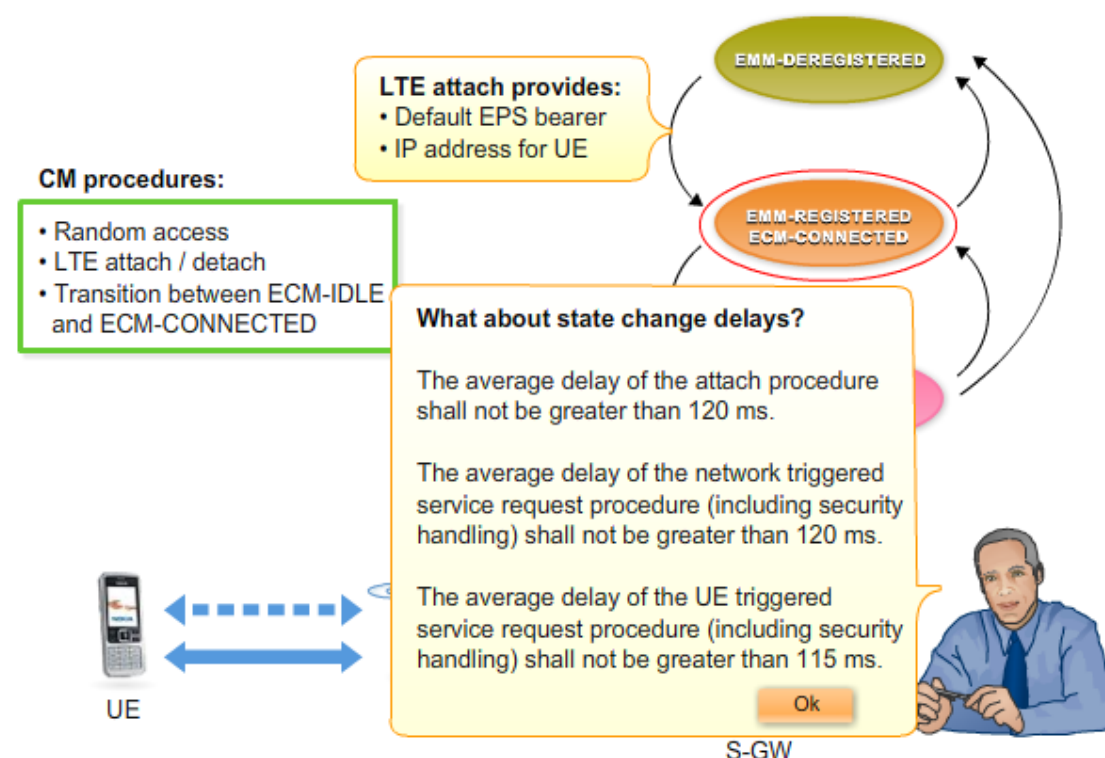 EMM-DEREGISTERED
LTE attach provides:
• Default EPS bearer
• IP address for UE
CM procedures:
• Random access
• LTE attach / detach
• Transition between ECM-IDLE
and ECM-CONNECTED
EMM-REGISTERED
ECM-CONNECTED
What about state change delays?
The average delay of the attach procedure
shall not be greater than 120 ms.
The average delay of the network triggered
service request procedure (including security
handling) shall not be greater than 120 ms.
The average delay of the UE triggered
service request procedure (including security
handling) shall not be greater than 115 ms.
Ok
NOKIA
UE
S-GW